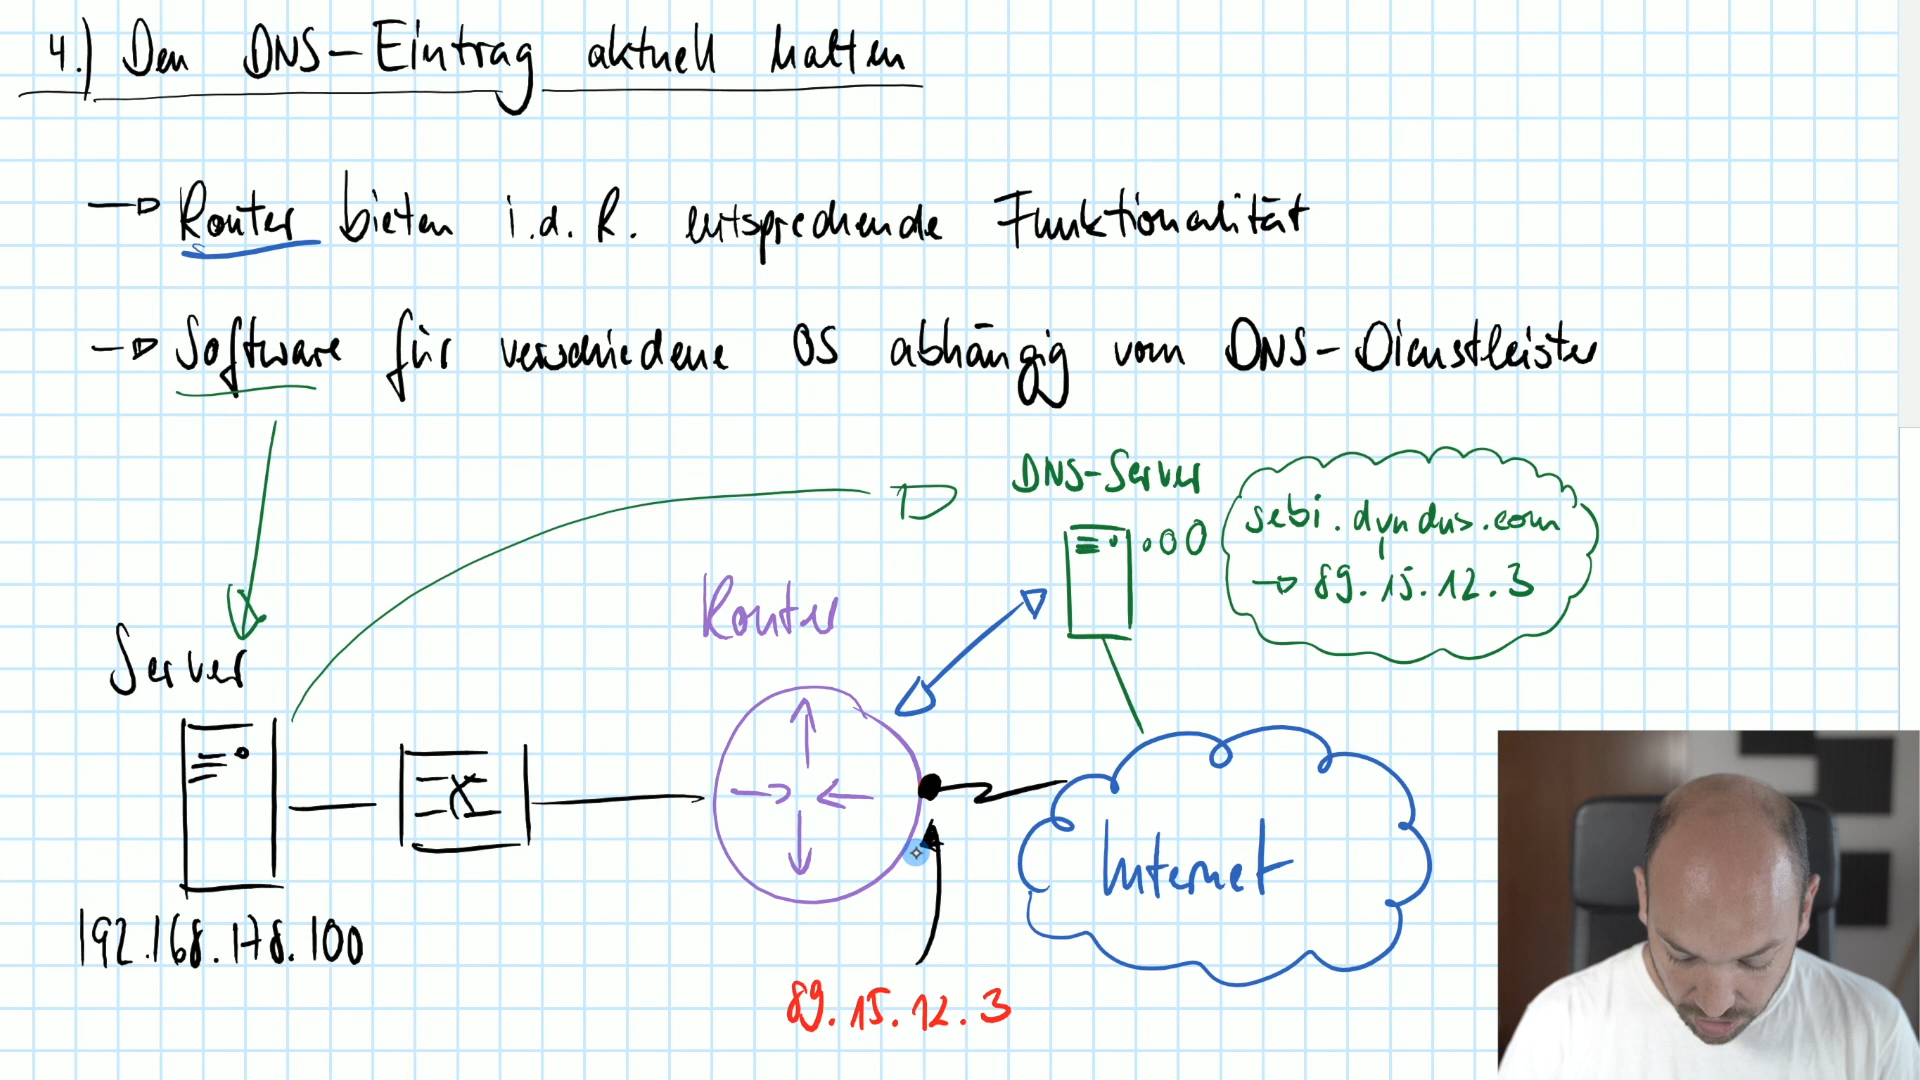 4.) Den DNS-Eintrag aktuell halten
→ Router bieten i.d.R. entsprechende Funktionalität
→ Software für verschiedene OS abhängig vom DNS-Dienstleister
DNS-Server
sebi.dyndns.com
→ 89.15.12.3
Router
Server
Internet
192.168.178.100
89.15.12.3